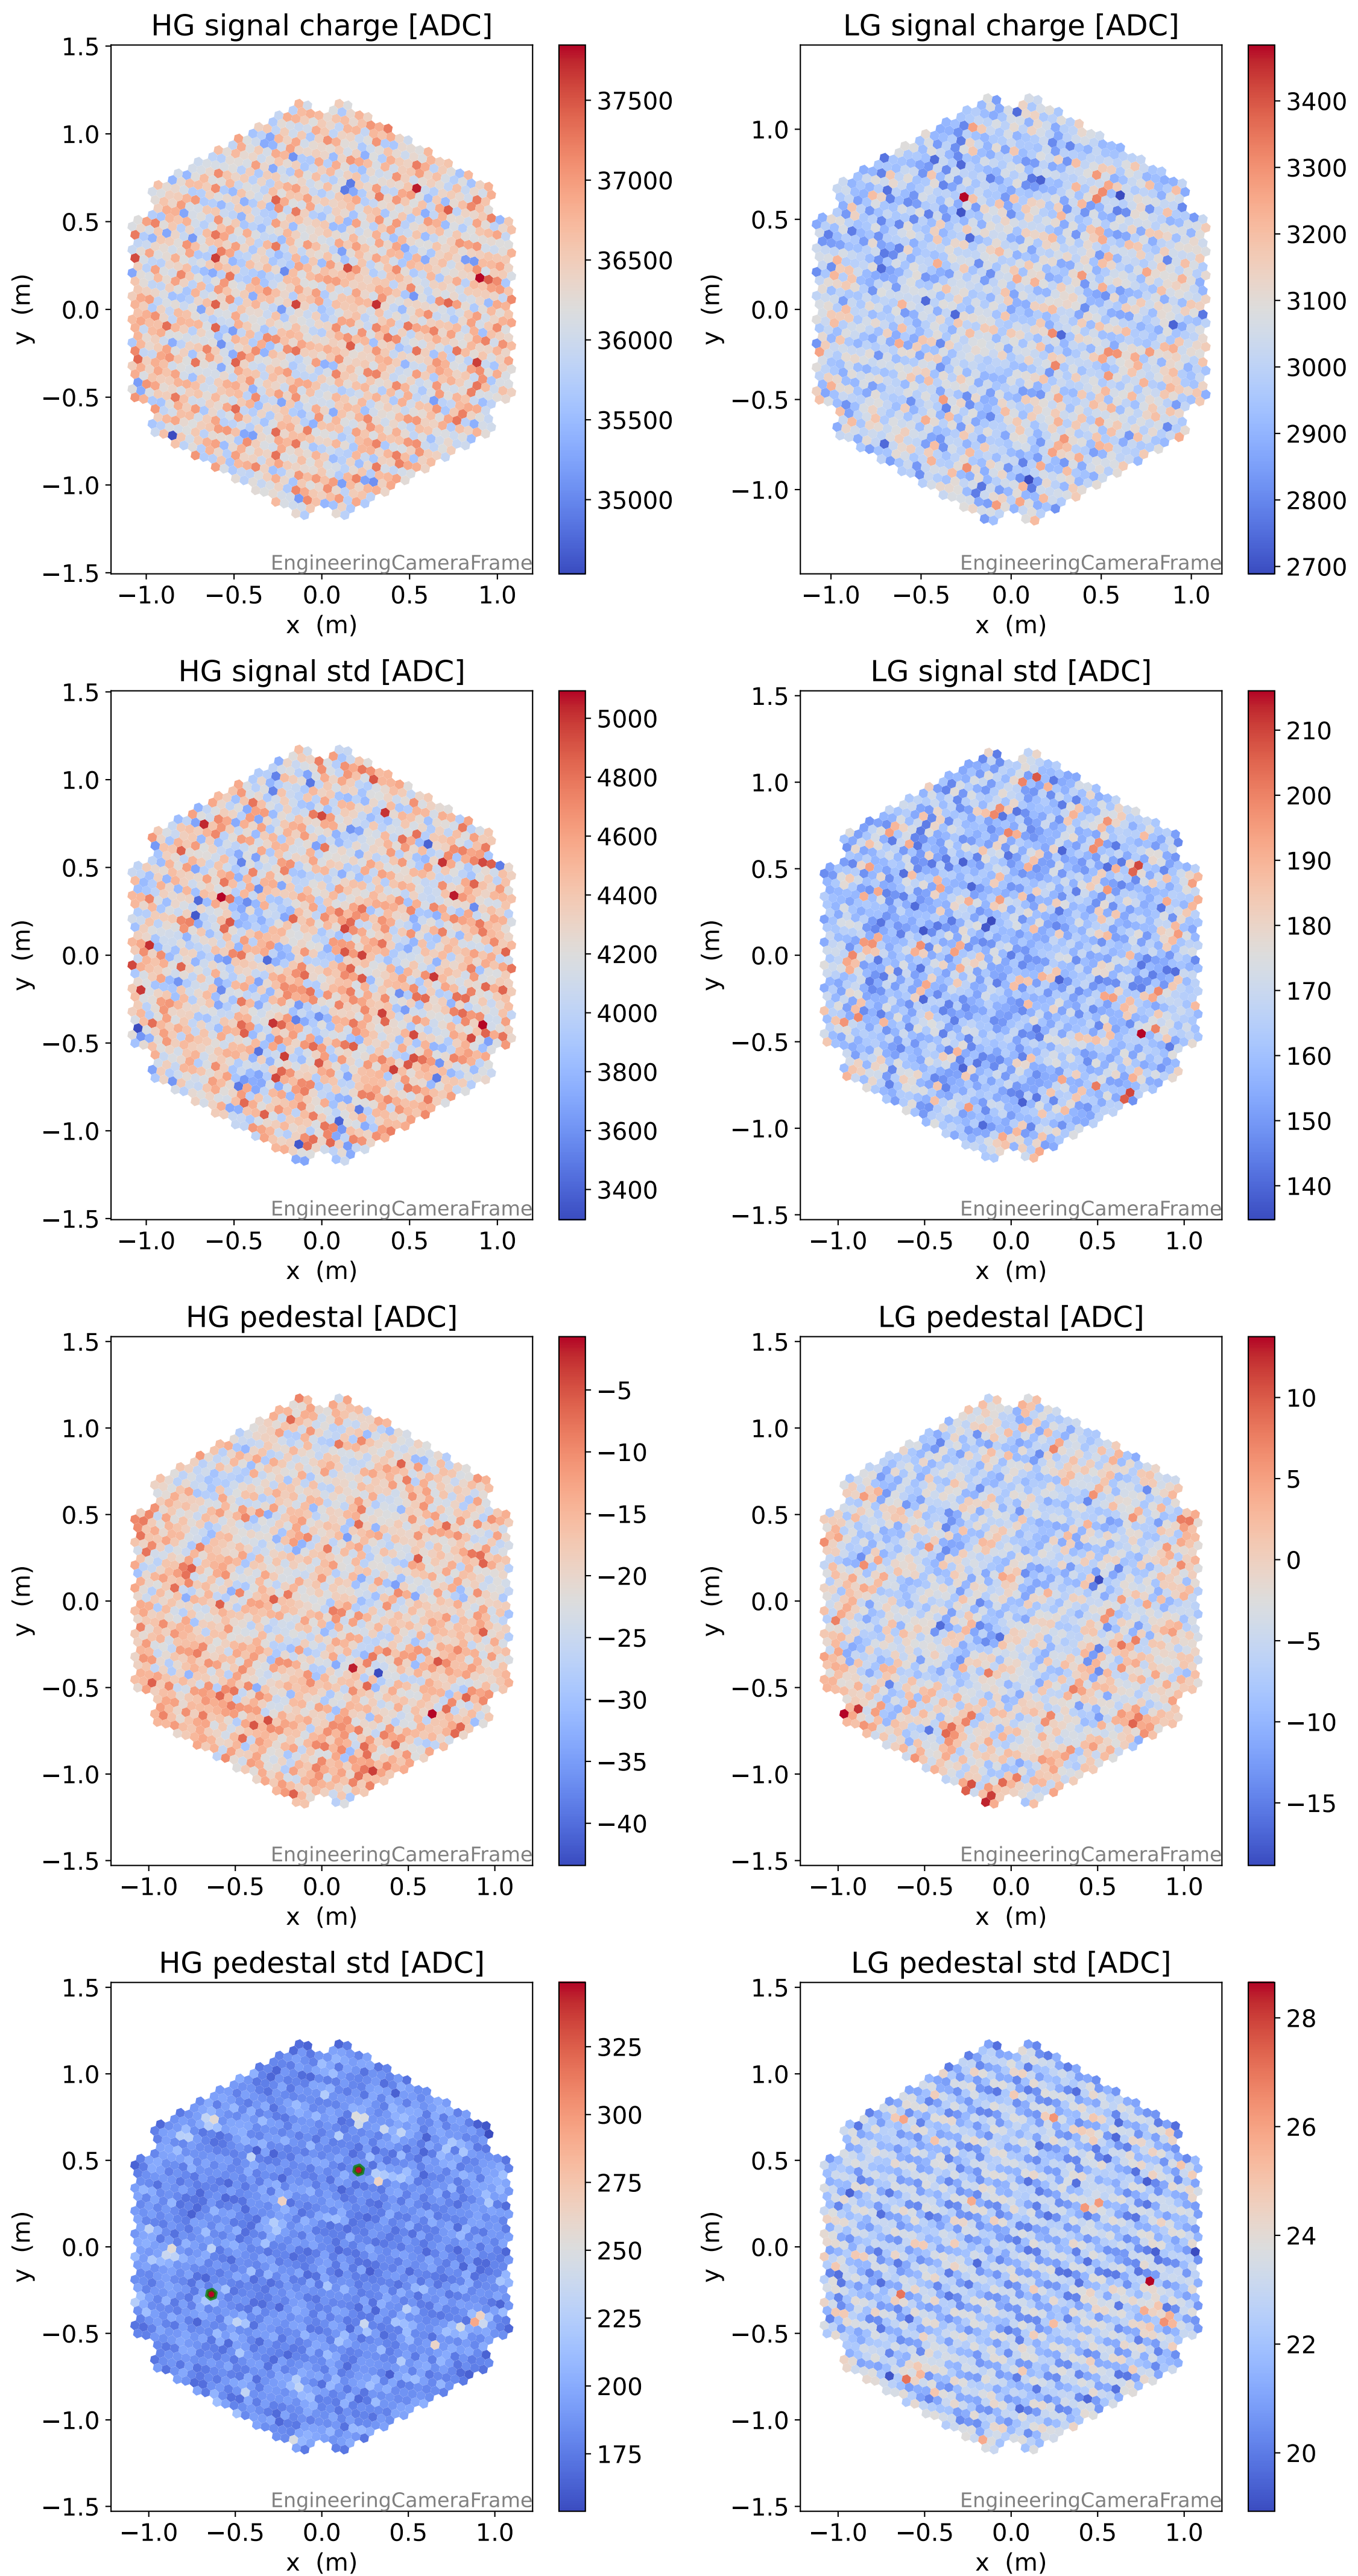 HG signal charge [ADC]
1.5
1.0
0.5
0.0
−0.5
−1.0
−1.5
y (m)
−1.0 −0.5 0.0 0.5 1.0
x (m)
EngineeringCameraFrame
37500
37000
36500
36000
35500
35000
LG signal charge [ADC]
1.0
0.5
0.0
−0.5
−1.0
y (m)
−1.0 −0.5 0.0 0.5 1.0
x (m)
EngineeringCameraFrame
3400
3300
3200
3100
3000
2900
2800
2700
HG signal std [ADC]
1.5
1.0
0.5
0.0
−0.5
−1.0
−1.5
y (m)
−1.0 −0.5 0.0 0.5 1.0
x (m)
EngineeringCameraFrame
5000
4800
4600
4400
4200
4000
3800
3600
3400
LG signal std [ADC]
1.5
1.0
0.5
0.0
−0.5
−1.0
−1.5
y (m)
−1.0 −0.5 0.0 0.5 1.0
x (m)
EngineeringCameraFrame
210
200
190
180
170
160
150
140
HG pedestal [ADC]
1.5
1.0
0.5
0.0
−0.5
−1.0
−1.5
y (m)
−1.0 −0.5 0.0 0.5 1.0
x (m)
EngineeringCameraFrame
−5
−10
−15
−20
−25
−30
−35
−40
LG pedestal [ADC]
1.5
1.0
0.5
0.0
−0.5
−1.0
−1.5
y (m)
−1.0 −0.5 0.0 0.5 1.0
x (m)
EngineeringCameraFrame
10
5
0
−5
−10
−15
HG pedestal std [ADC]
1.5
1.0
0.5
0.0
−0.5
−1.0
−1.5
y (m)
−1.0 −0.5 0.0 0.5 1.0
x (m)
EngineeringCameraFrame
325
300
275
250
225
200
175
LG pedestal std [ADC]
1.5
1.0
0.5
0.0
−0.5
−1.0
−1.5
y (m)
−1.0 −0.5 0.0 0.5 1.0
x (m)
EngineeringCameraFrame
28
26
24
22
20